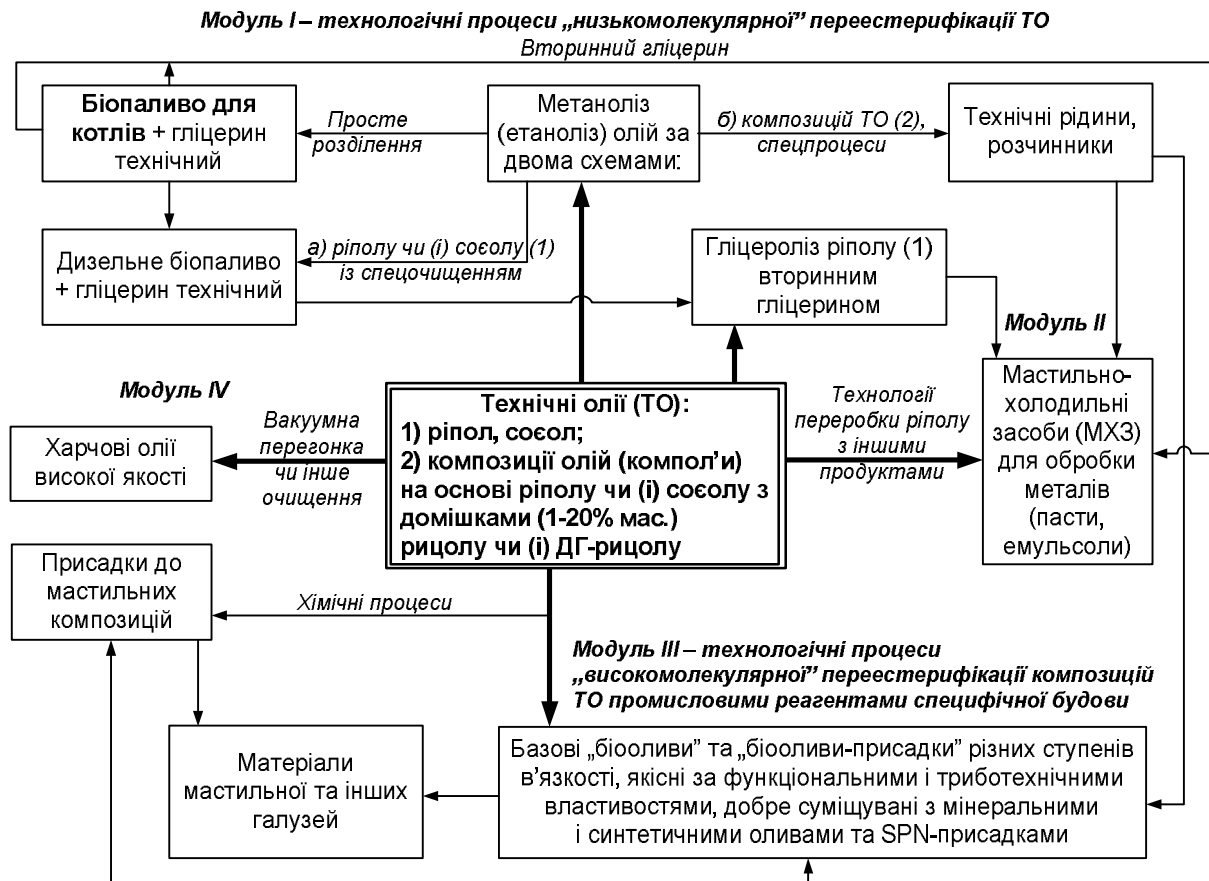 Модуль I – технологічні процеси „низькомолекулярної” переестерифікації ТО
Вторинний гліцерин
Біопаливо для
котлів + гліцерин
технічний
Просте
розділення
Метаноліз
(етаноліз) олій за
двома схемами:
б) композицій ТО (2),
спецпроцеси
Технічні рідини,
розчинники
Дизельне біопаливо
+ гліцерин технічний
а) ріполу чи (і) соєолу (1)
із спецочищенням
Гліцероліз ріполу (1)
вторинним
гліцерином
Модуль II
Модуль IV
Харчові олії
високої якості
Вакуумна
перегонка
чи інше
очищення
Технічні олії (ТО):
1) ріпол, соєол;
2) композиції олій (компол’и)
на основі ріполу чи (і) соєолу з
домішками (1-20% мас.)
рицолу чи (і) ДГ-рицолу
Технології
переробки ріполу
з іншими
продуктами
Мастильно-
холодильні
засоби (МХЗ)
для обробки
металів
(пасти,
емульсоли)
Присадки до
мастильних
композицій
Хімічні процеси
Модуль III – технологічні процеси
„високомолекулярної” переестерифікації композицій
ТО промисловими реагентами специфічної будови
Матеріали
мастильної та інших
галузей
Базові „біооливи” та „біооливи-присадки” різних ступенів
в’язкості, якісні за функціональними і триботехнічними
властивостями, добре суміщувані з мінеральними
і синтетичними оливами та SPN-присадками